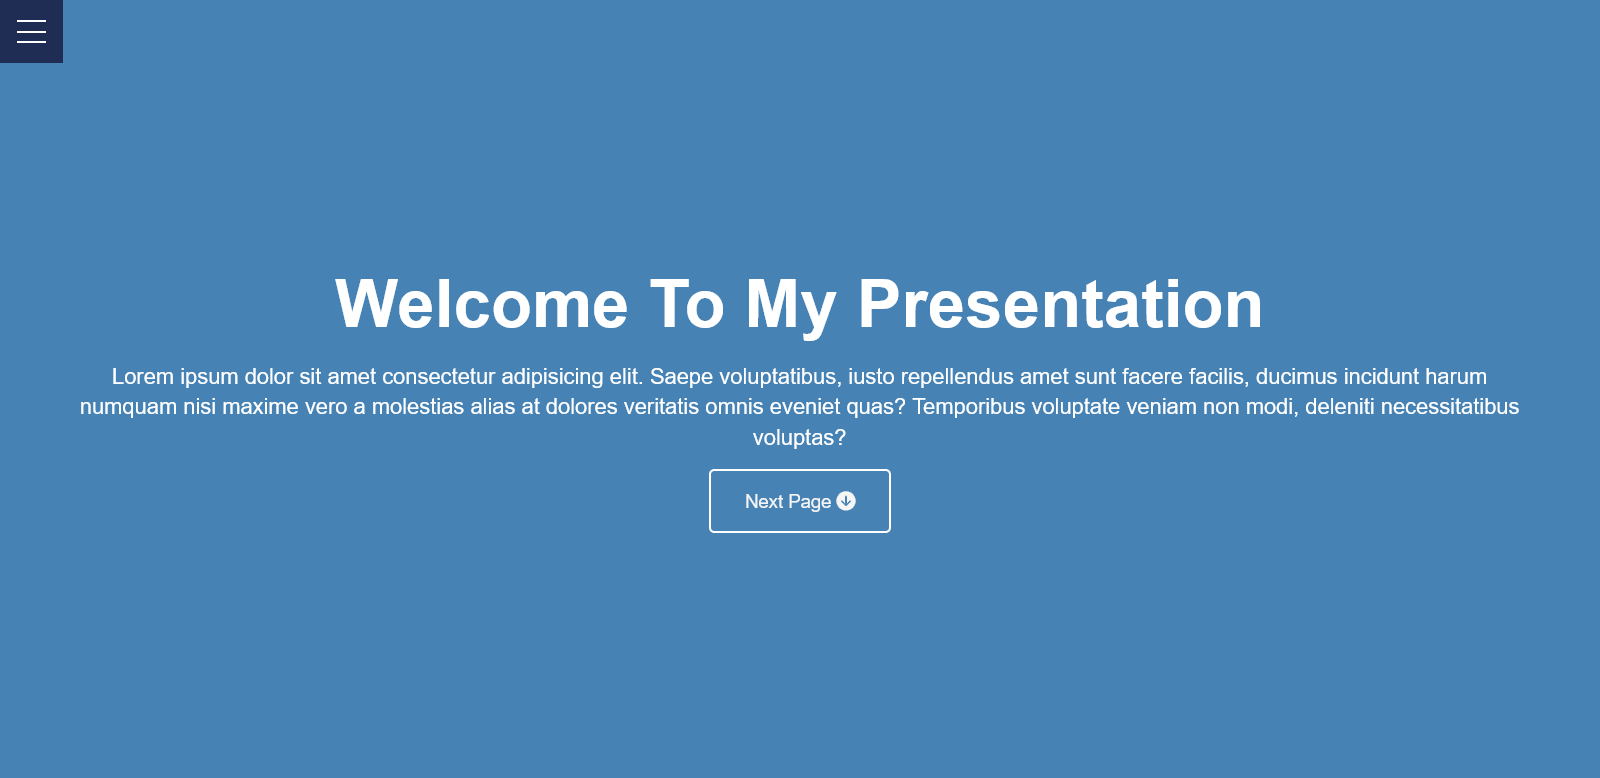 Welcome To My Presentation
Lorem ipsum dolor sit amet consectetur adipisicing elit. Saepe voluptatibus, iusto repellendus amet sunt facere facilis, ducimus incidunt harum
numquam nisi maxime vero a molestias alias at dolores veritatis omnis eveniet quas? Temporibus voluptate veniam non modi, deleniti necessitatibus
voluptas?
Next Page